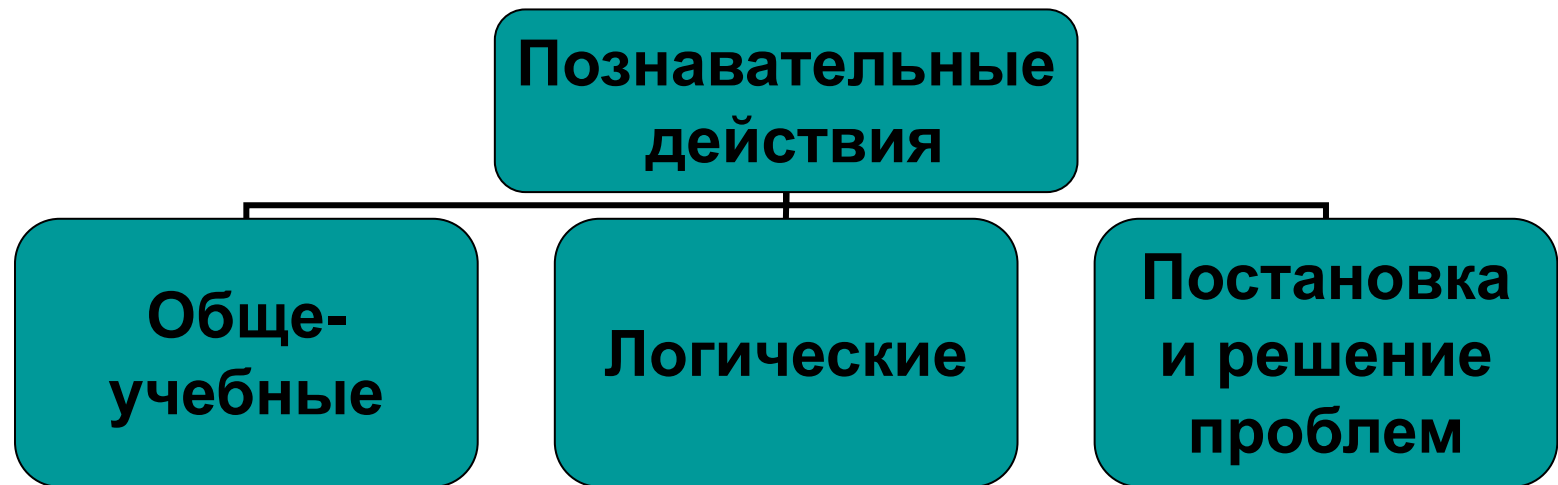 Познавательные
действия
Обще-
учебные
Логические
Постановка
и решение
проблем